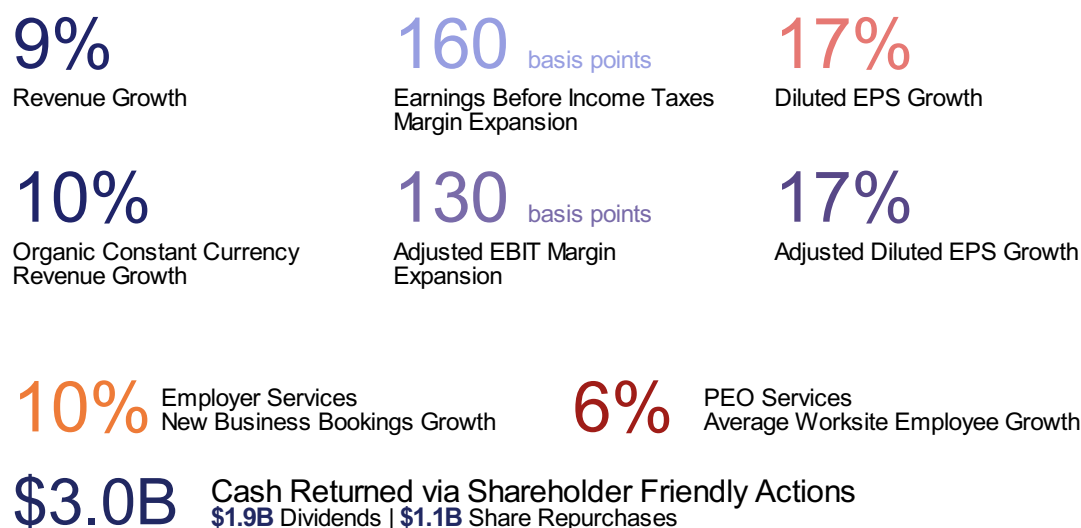 9%
Revenue Growth
160 basis points
Earnings Before Income Taxes
Margin Expansion
17%
Diluted EPS Growth
10%
Organic Constant Currency
Revenue Growth
130 basis points
Adjusted EBIT Margin
Expansion
17%
Adjusted Diluted EPS Growth
10%
Employer Services
New Business Bookings Growth
6%
PEO Services
Average Worksite Employee Growth
$3.0B
Cash Returned via Shareholder Friendly Actions
$1.9B Dividends | $1.1B Share Repurchases